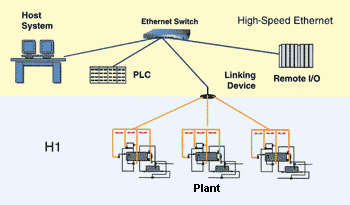 Host
System
Ethernet Switch
High-Speed Ethernet
PLC
Linking
Device
Remote I/O
H1
Plant